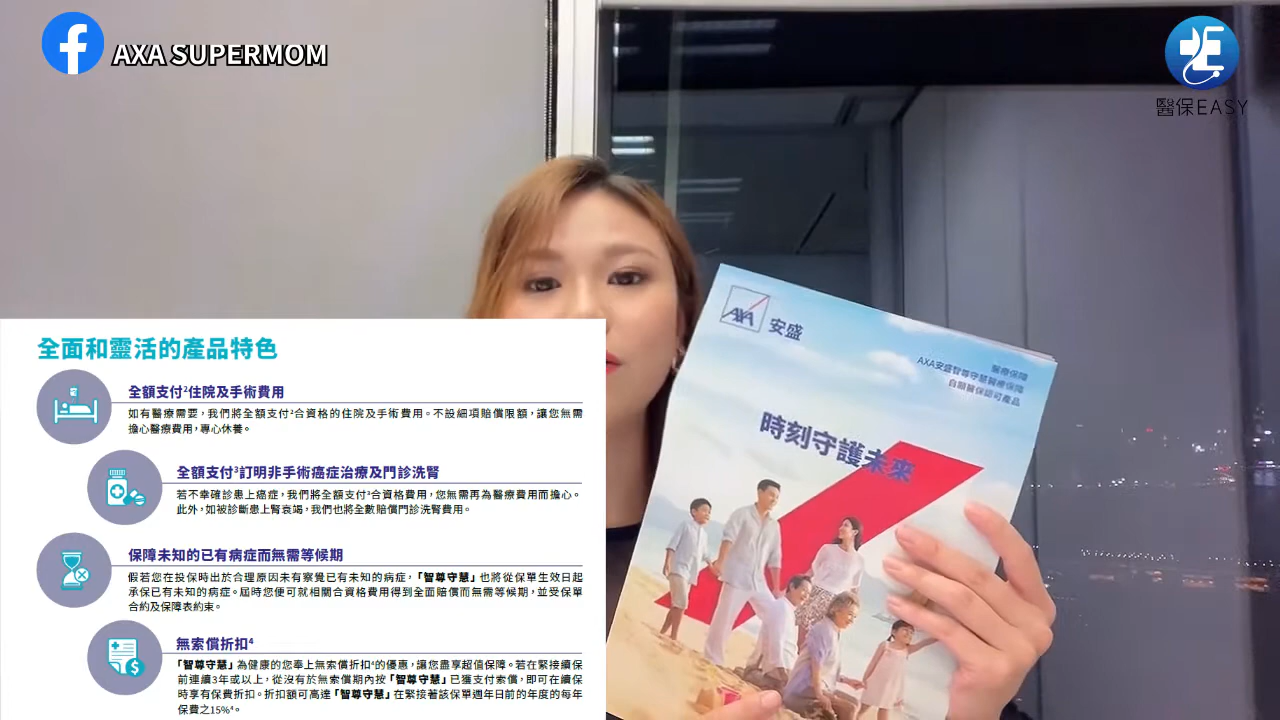 AXA SUPERMOM
醫保EASY
AXA 安盛
醫療保障
AXA安盛智尊守慧醫療保障
自願醫保認可產品
時刻守護未來
全面和靈活的產品特色
全額支付²住院及手術費用
如有醫療需要,我們將全額支付²合資格的住院及手術費用。不設細項賠償限額,讓您無需
擔心醫療費用,專心休養。
全額支付³訂明非手術癌症治療及門診洗腎
若不幸確診患上癌症,我們將全額支付³合資格費用,您無需再為醫療費用而擔心。
此外,如被診斷患上腎衰竭,我們也將全數賠償門診洗腎費用。
保障未知的已有病症而無需等候期
假若您在投保時出於合理原因未有察覺已有未知的病症,「智尊守慧」也將從保單生效日起
承保已有未知的病症。屆時您便可就相關合資格費用得到全面賠償而無需等候期,並受保單
合約及保障表約束。
無索償折扣⁴
「智尊守慧」為健康的您奉上無索償折扣⁴的優惠,讓您盡享超值保障。若在緊接續保
前連續3年或以上,從沒有於無索償期內按「智尊守慧」已獲支付索償,即可在續保
時享有保費折扣。折扣額可高達「智尊守慧」在緊接著該保單週年日前的年度的每年
保費之15%⁴。